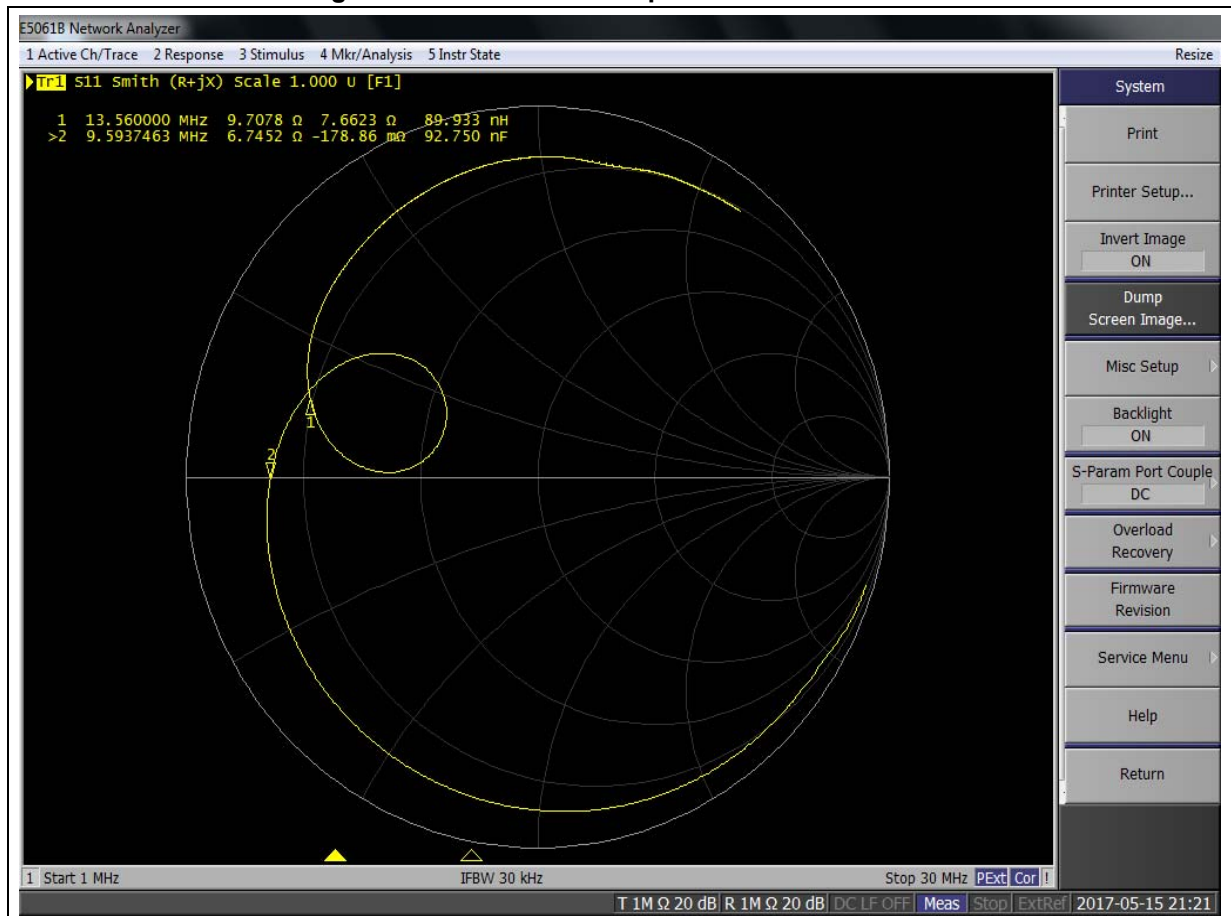 E5061B Network Analyzer
1 Active Ch/Trace 2 Response 3 Stimulus 4 Mkr/Analysis 5 Instr State Resize
Tr1 S11 Smith (R+jX) Scale 1.000 U [F1]
1 13.560000 MHz 9.7078 Ω 7.6623 Ω 89.933 nH
>2 9.5937463 MHz 6.7452 Ω -178.86 mΩ 92.750 nF
1
2
System
Print
Printer Setup...
Invert Image
ON
Dump
Screen Image...
Misc Setup
Backlight
ON
S-Param Port Couple
DC
Overload
Recovery
Firmware
Revision
Service Menu
Help
Return
1 Start 1 MHz IFBW 30 kHz Stop 30 MHz PExt Cor !
T 1M Ω 20 dB R 1M Ω 20 dB DC LF OFF Meas Stop ExtRef 2017-05-15 21:21